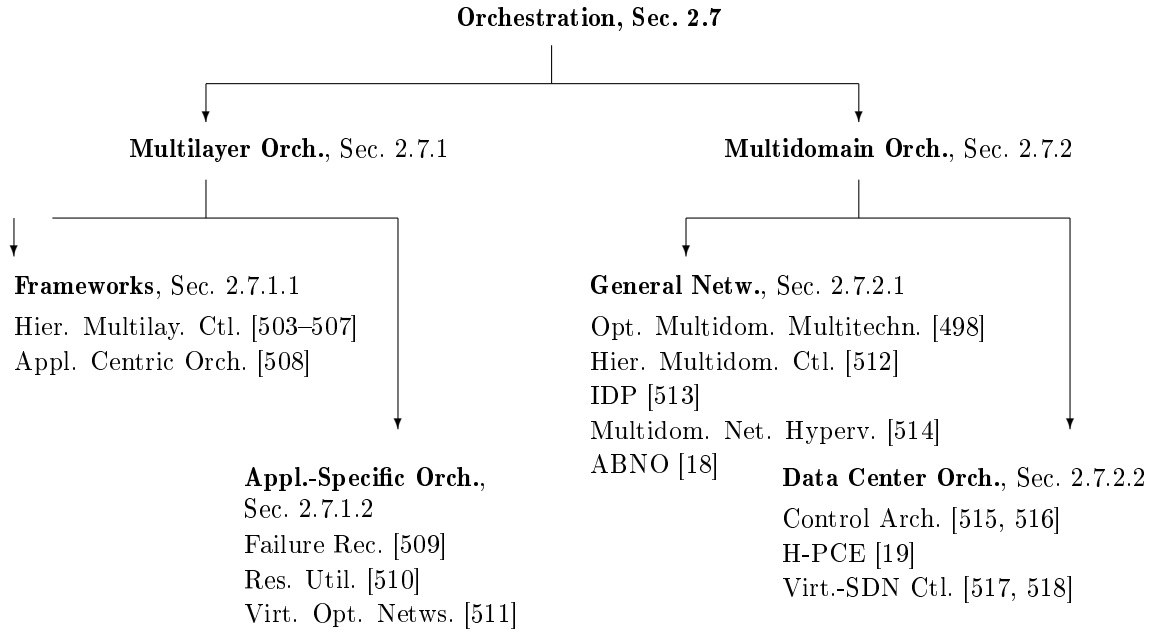 Orchestration, Sec. 2.7
Multilayer Orch., Sec. 2.7.1
Multidomain Orch., Sec. 2.7.2
Frameworks, Sec. 2.7.1.1
Hier. Multilay. Ctl. [503–507]
Appl. Centric Orch. [508]
Appl.-Specific Orch.,
Sec. 2.7.1.2
Failure Rec. [509]
Res. Util. [510]
Virt. Opt. Netws. [511]
General Netw., Sec. 2.7.2.1
Opt. Multidom. Multitechn. [498]
Hier. Multidom. Ctl. [512]
IDP [513]
Multidom. Net. Hyperv. [514]
ABNO [18]
Data Center Orch., Sec. 2.7.2.2
Control Arch. [515, 516]
H-PCE [19]
Virt.-SDN Ctl. [517, 518]